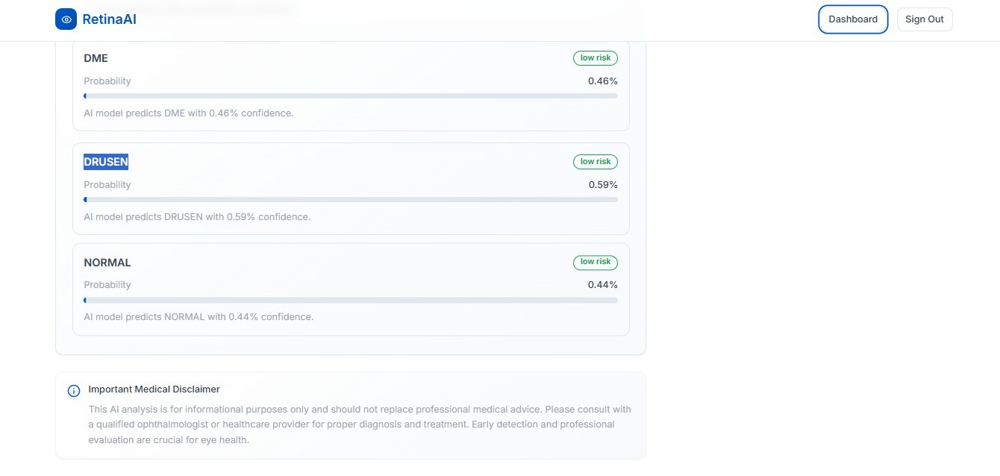 RetinaAI
Dashboard
Sign Out
DME
low risk
Probability
0.46%
AI model predicts DME with 0.46% confidence.
DRUSEN
low risk
Probability
0.59%
AI model predicts DRUSEN with 0.59% confidence.
NORMAL
low risk
Probability
0.44%
AI model predicts NORMAL with 0.44% confidence.
Important Medical Disclaimer
This AI analysis is for informational purposes only and should not replace professional medical advice. Please consult with
a qualified ophthalmologist or healthcare provider for proper diagnosis and treatment. Early detection and professional
evaluation are crucial for eye health.